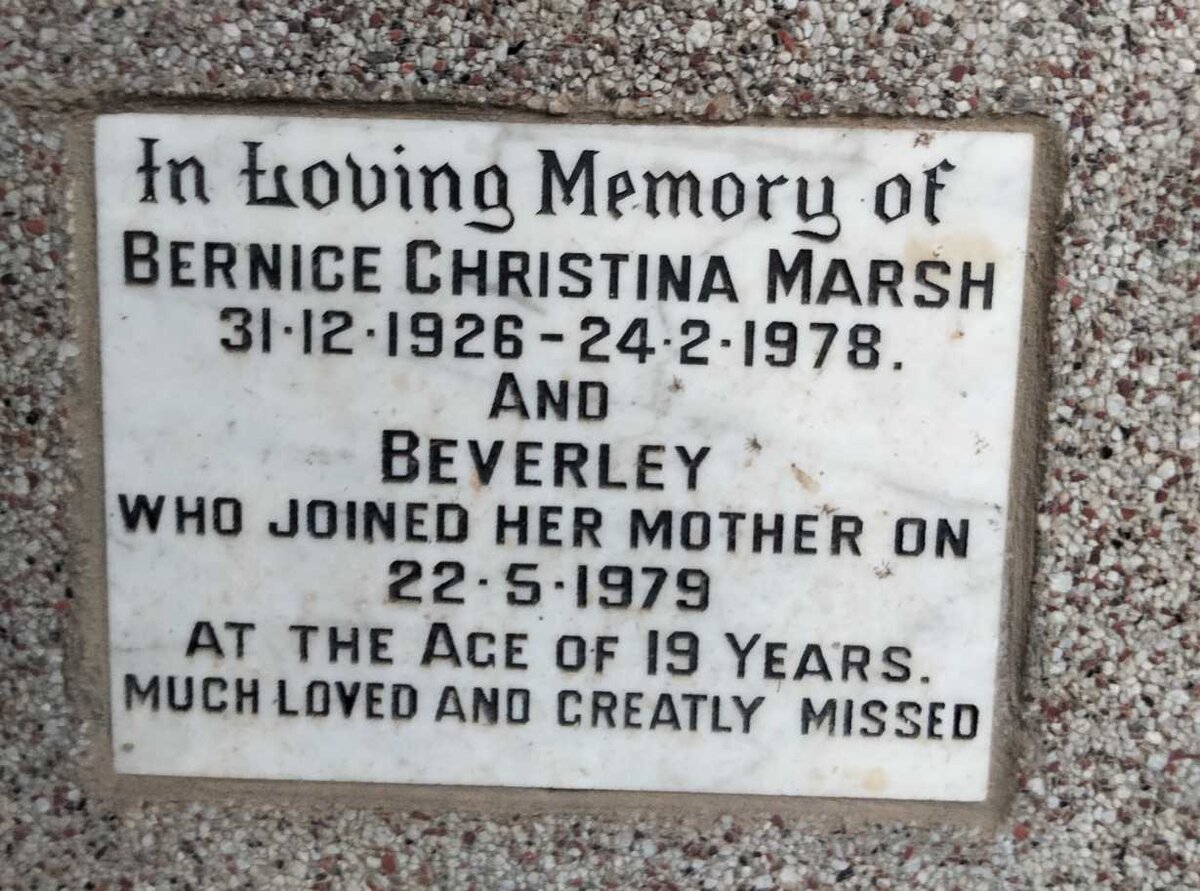 In Loving Memory of
BERNICE CHRISTINA MARSH
31·12·1926 – 24·2·1978.
AND
BEVERLEY
WHO JOINED HER MOTHER ON
22·5·1979
AT THE AGE OF 19 YEARS.
MUCH LOVED AND GREATLY MISSED